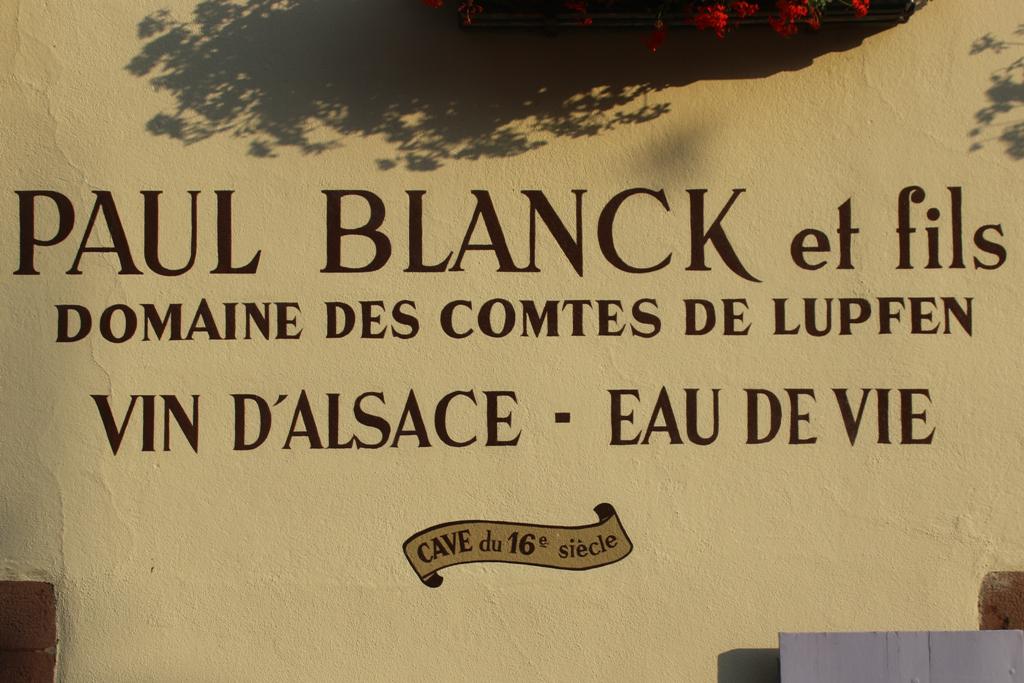 PAUL BLANCK et fils
DOMAINE DES COMTES DE LUPFEN
VIN D'ALSACE - EAU DE VIE
CAVE du 16e siècle